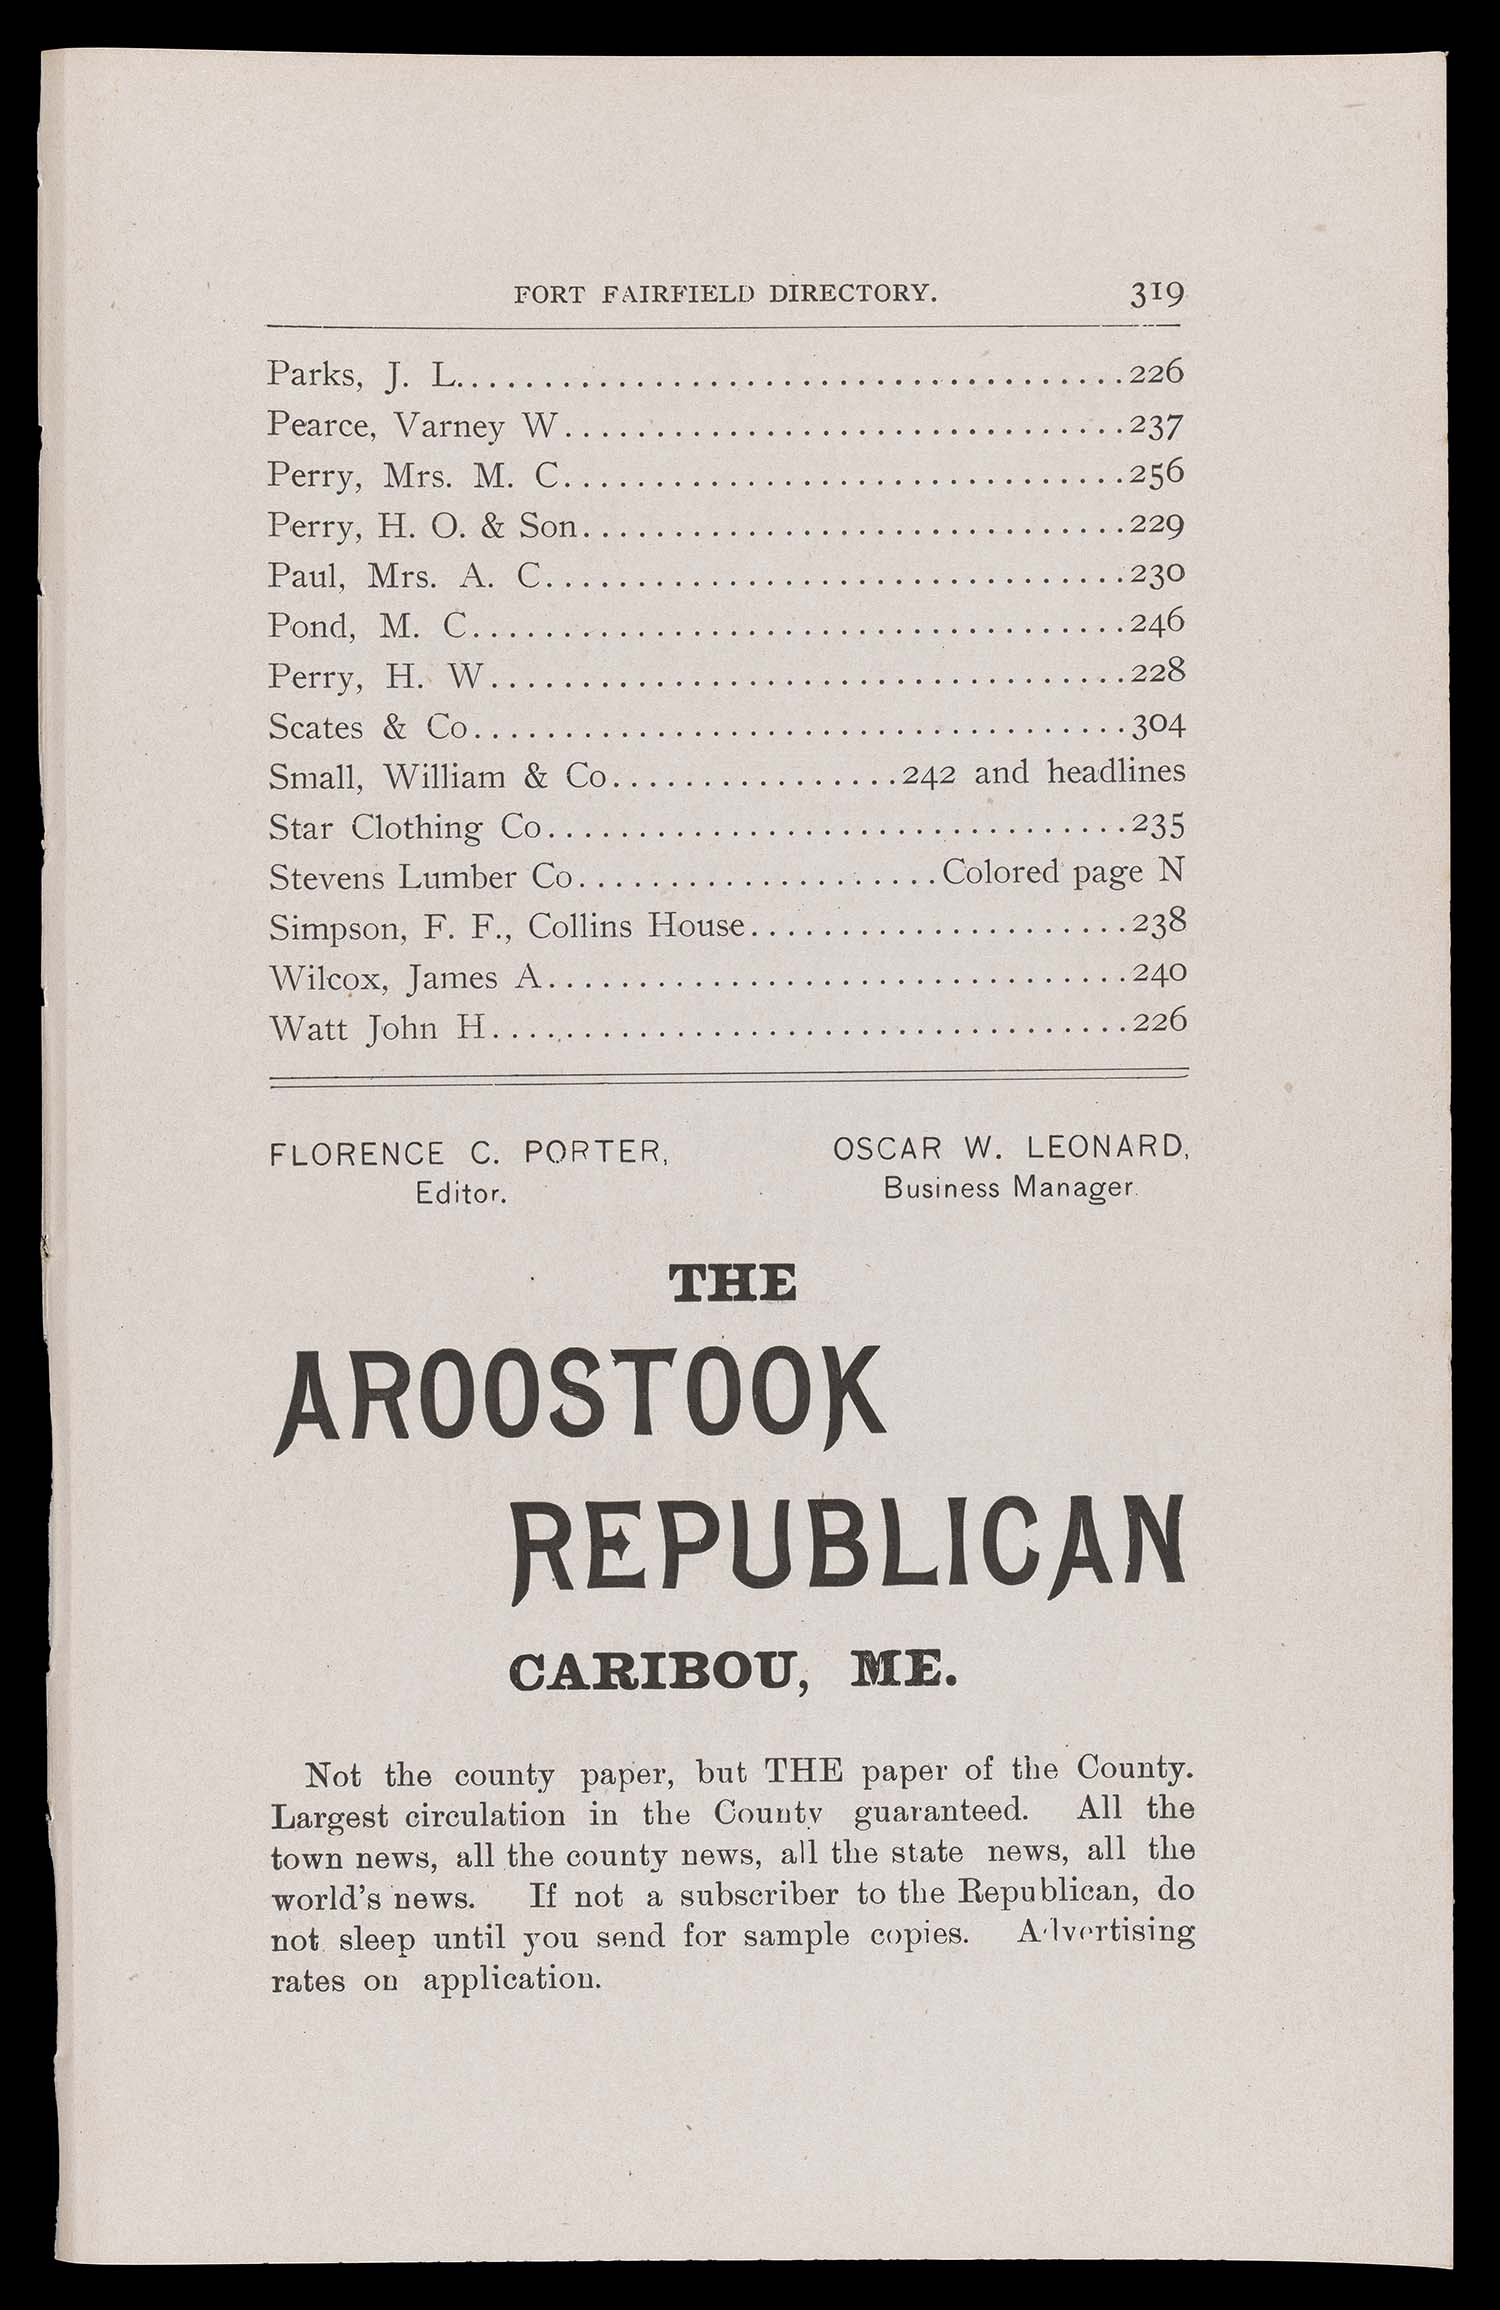 FORT FAIRFIELD DIRECTORY. 319
Parks, J. L........................................226
Pearce, Varney W.................................237
Perry, Mrs. M. C.................................256
Perry, H. O. & Son...............................229
Paul, Mrs. A. C..................................230
Pond, M. C......................................246
Perry, H. W.....................................228
Scates & Co......................................304
Small, William & Co................242 and headlines
Star Clothing Co.................................235
Stevens Lumber Co....................Colored page N
Simpson, F. F., Collins House......................238
Wilcox, James A..................................240
Watt John H.....................................226
FLORENCE C. PORTER, OSCAR W. LEONARD,
Editor. Business Manager.
THE
AROOSTOOK
REPUBLICAN
CARIBOU, ME.
Not the county paper, but THE paper of the County.
Largest circulation in the County guaranteed. All the
town news, all the county news, all the state news, all the
world's news. If not a subscriber to the Republican, do
not sleep until you send for sample copies. Advertising
rates on application.